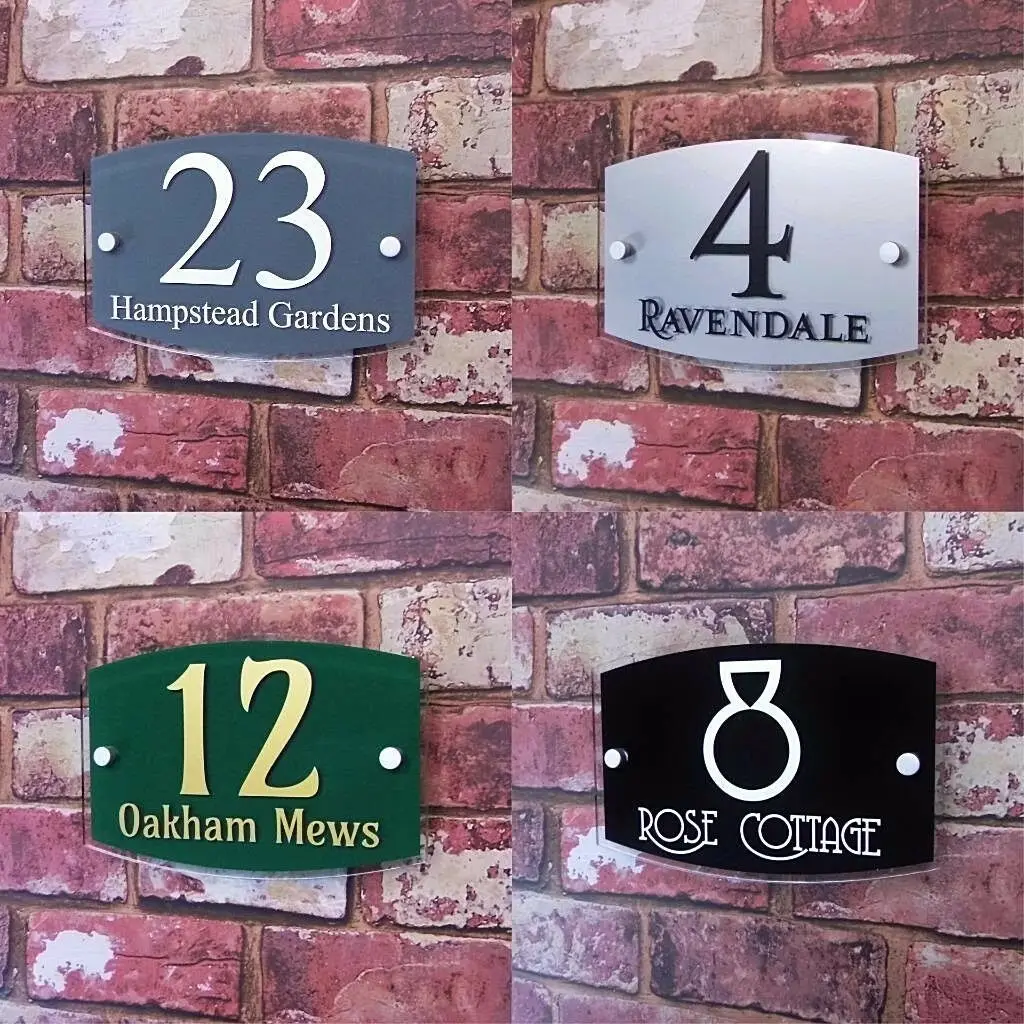 23
Hampstead Gardens
4
RAVENDALE
12
Oakham Mews
8
ROSE COTTAGE